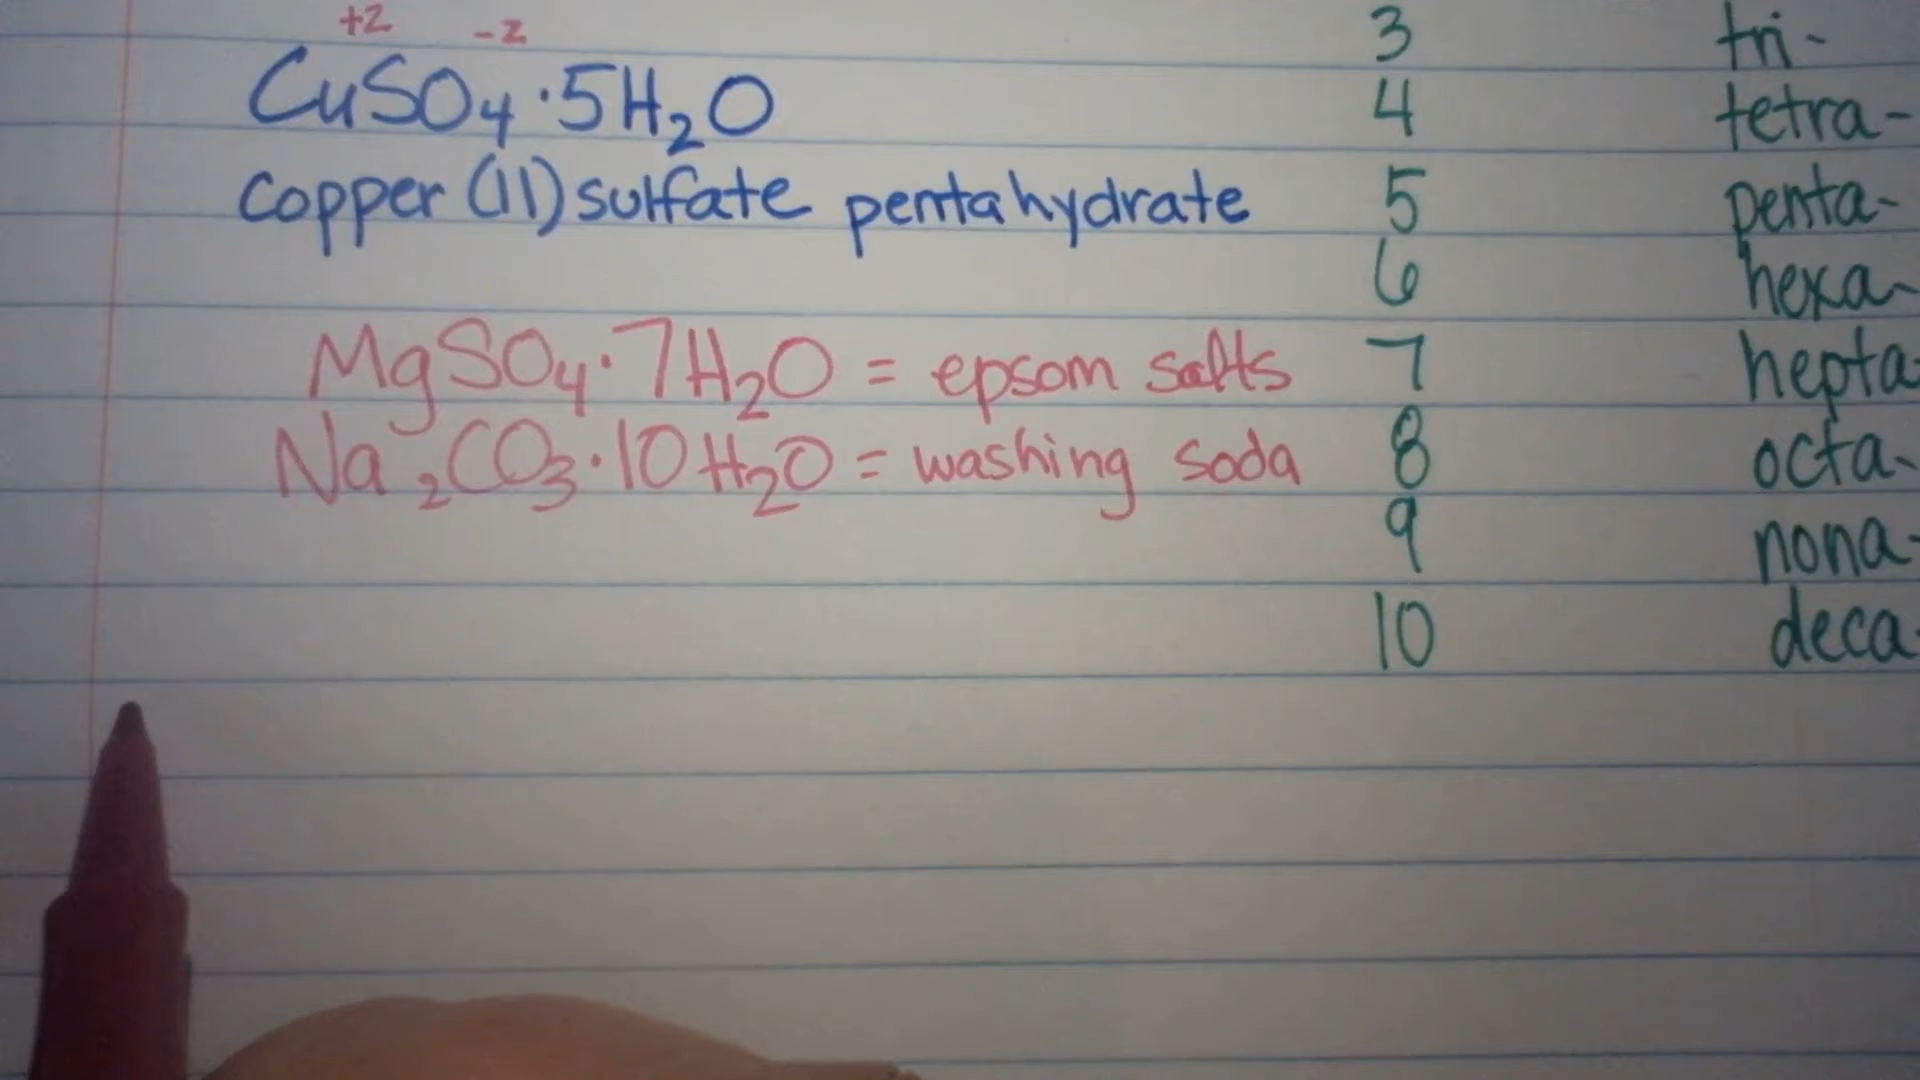 +2 -2
CuSO₄·5H₂O
copper (II) sulfate pentahydrate
MgSO₄·7H₂O = epsom salts
Na₂CO₃·10H₂O = washing soda
3 tri-
4 tetra-
5 penta-
6 hexa-
7 hepta-
8 octa-
9 nona-
10 deca